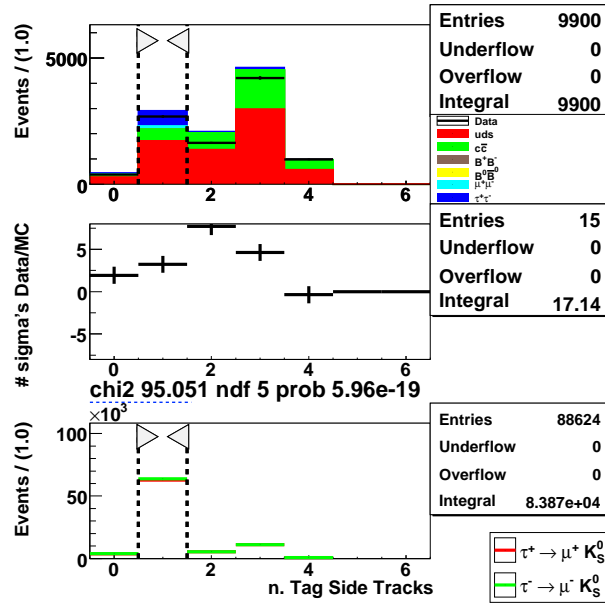 Events / (1.0)
5000
0
0 2 4 6
Entries 9900
Underflow 0
Overflow 0
Integral 9900
Data
uds
cc̅
B⁺B⁻
B⁰B̅⁰
μ⁺μ⁻
τ⁺τ⁻
# sigma's Data/MC
5
0
-5
0 2 4 6
Entries 15
Underflow 0
Overflow 0
Integral 17.14
chi2 95.051 ndf 5 prob 5.96e-19
×10³
Events / (1.0)
100
50
0
0 2 4 6
n. Tag Side Tracks
Entries 88624
Underflow 0
Overflow 0
Integral 8.387e+04
τ⁺ → μ⁺ K⁰_S
τ⁻ → μ⁻ K⁰_S